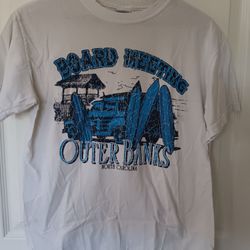 BOARD MEETING
OUTER BANKS
NORTH CAROLINA